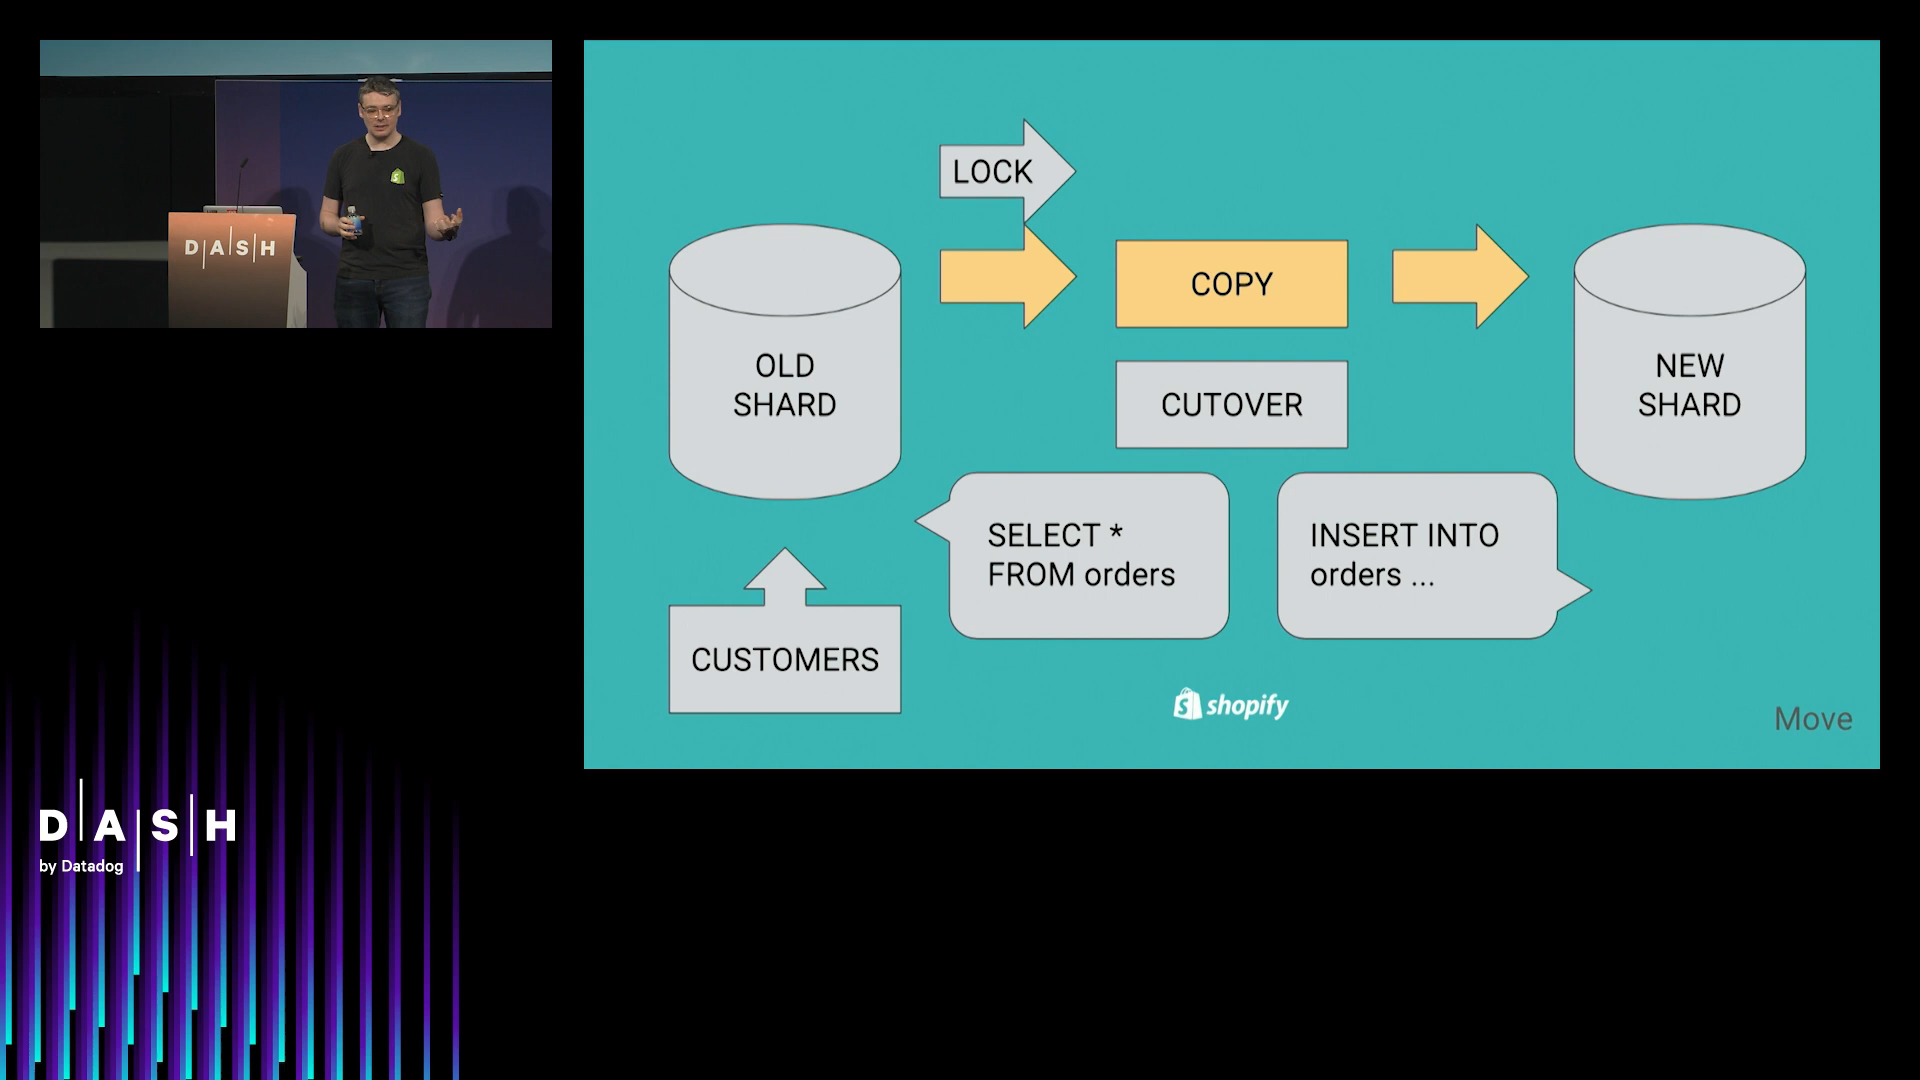 D|A|S|H
LOCK
COPY
OLD
SHARD
NEW
SHARD
CUTOVER
SELECT *
FROM orders
INSERT INTO
orders ...
CUSTOMERS
shopify
Move
D|A|S|H
by Datadog